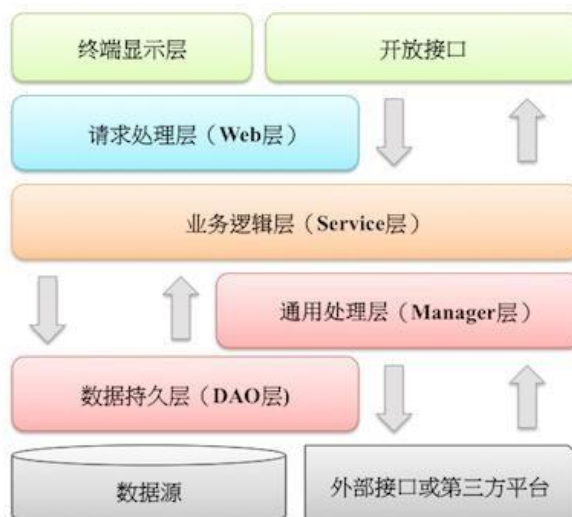 终端显示层
开放接口
请求处理层（Web层）
业务逻辑层（Service层）
通用处理层（Manager层）
数据持久层（DAO层)
数据源
外部接口或第三方平台